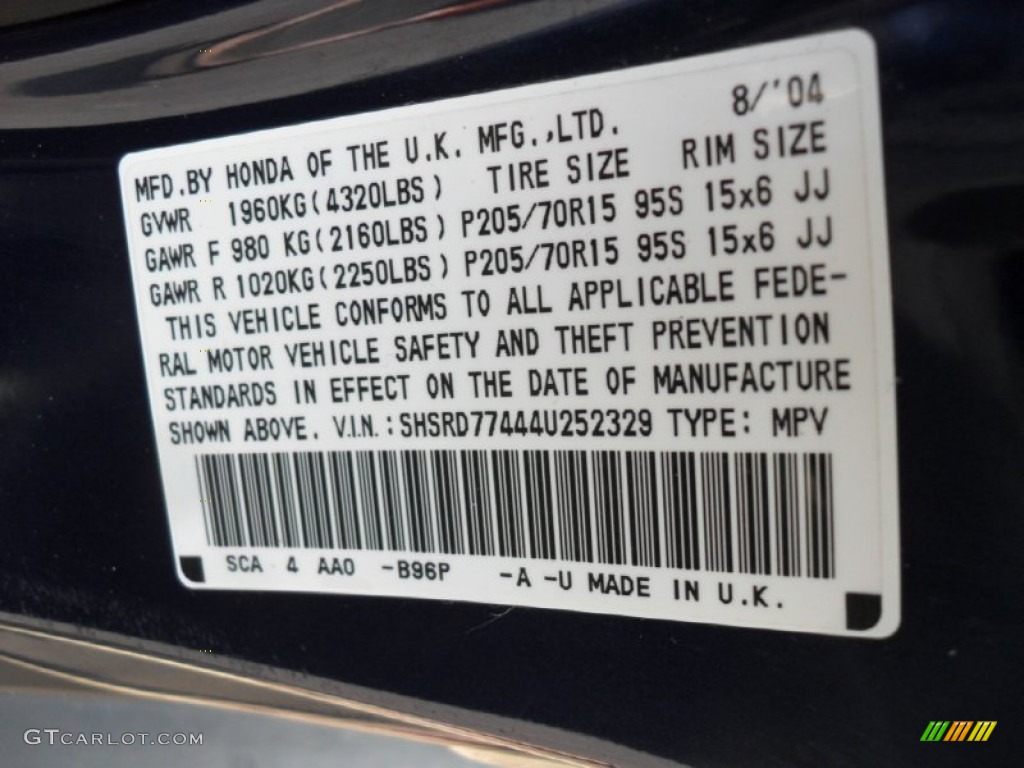 8/'04
MFD.BY HONDA OF THE U.K. MFG.,LTD.
GVWR 1960KG(4320LBS) TIRE SIZE RIM SIZE
GAWR F 980 KG(2160LBS) P205/70R15 95S 15x6 JJ
GAWR R 1020KG(2250LBS) P205/70R15 95S 15x6 JJ
THIS VEHICLE CONFORMS TO ALL APPLICABLE FEDE-
RAL MOTOR VEHICLE SAFETY AND THEFT PREVENTION
STANDARDS IN EFFECT ON THE DATE OF MANUFACTURE
SHOWN ABOVE. V.I.N.:SHSRD77444U252329 TYPE: MPV
SCA 4 AA0 -B96P -A -U MADE IN U.K.
GTCARLOT.COM